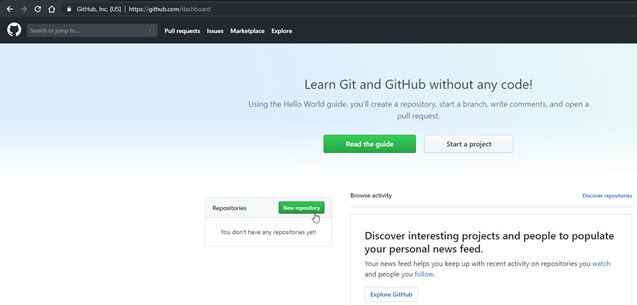 GitHub, Inc. [US] | https://github.com/dashboard
Search or jump to... /
Pull requests Issues Marketplace Explore
Learn Git and GitHub without any code!
Using the Hello World guide, you'll create a repository, start a branch, write comments, and open a
pull request.
Read the guide Start a project
Repositories New repository
You don't have any repositories yet!
Browse activity Discover repositories
Discover interesting projects and people to populate
your personal news feed.
Your news feed helps you keep up with recent activity on repositories you watch
and people you follow.
Explore GitHub